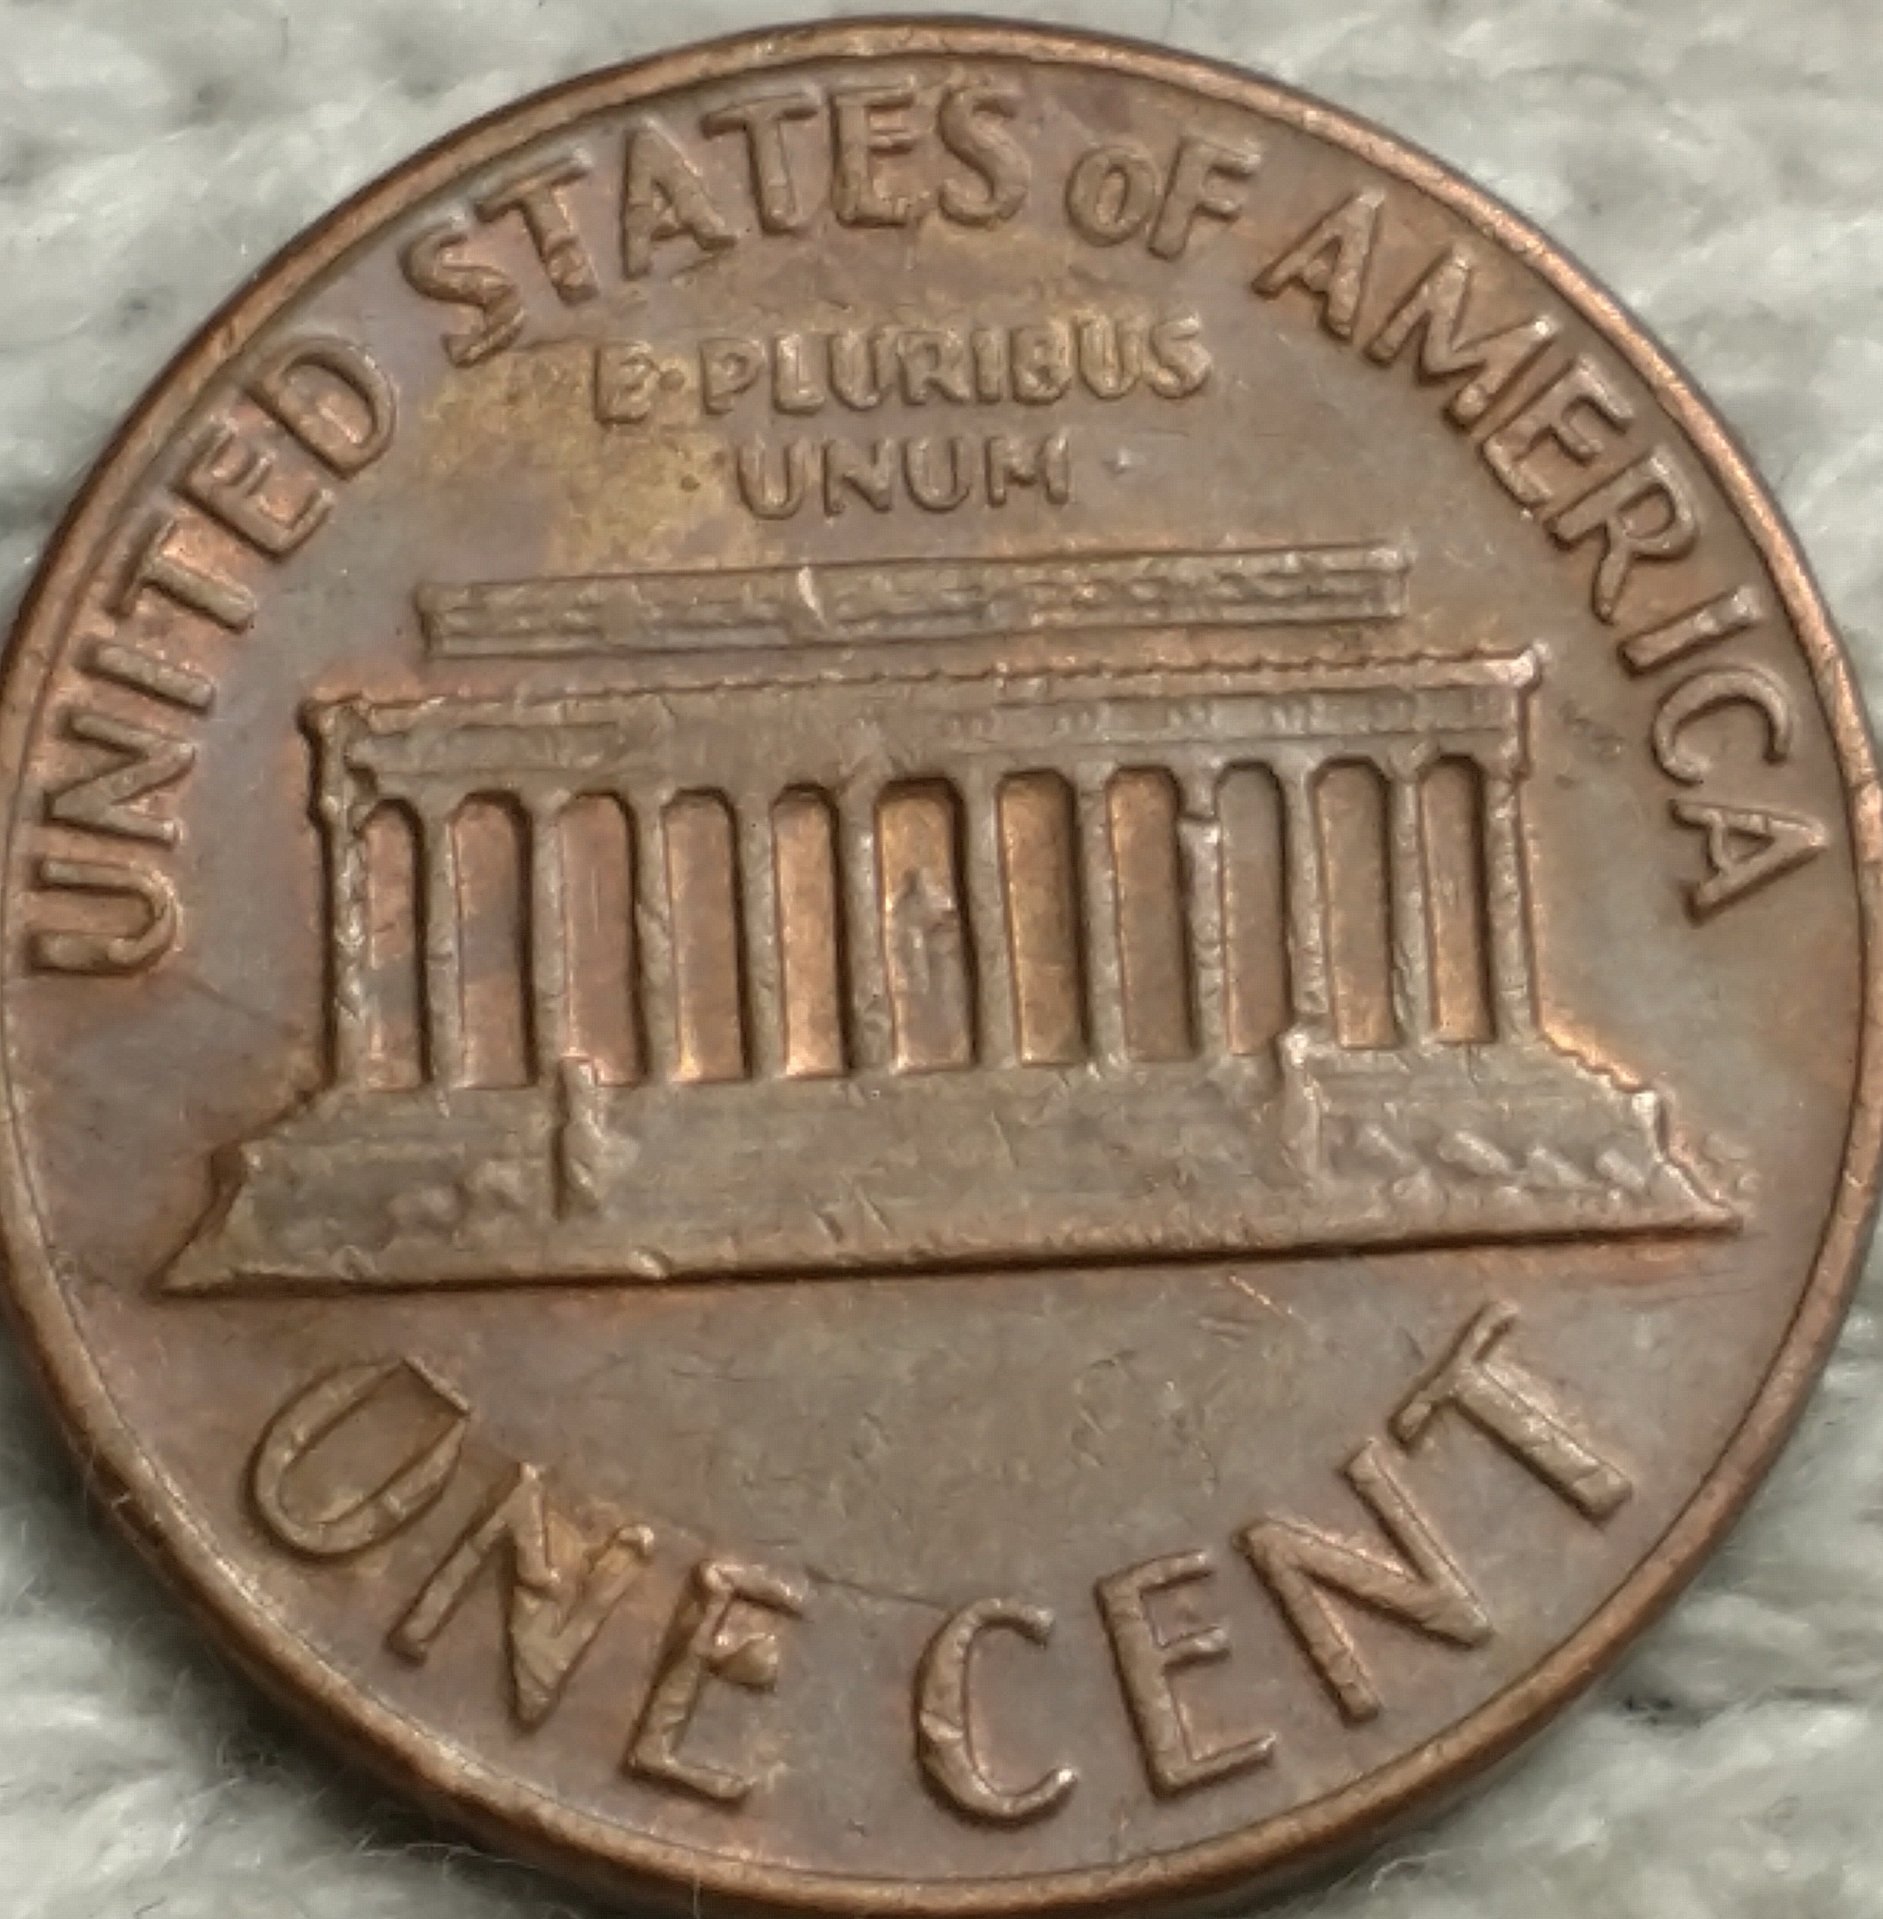 UNITED STATES OF AMERICA
E·PLURIBUS
UNUM
ONE CENT